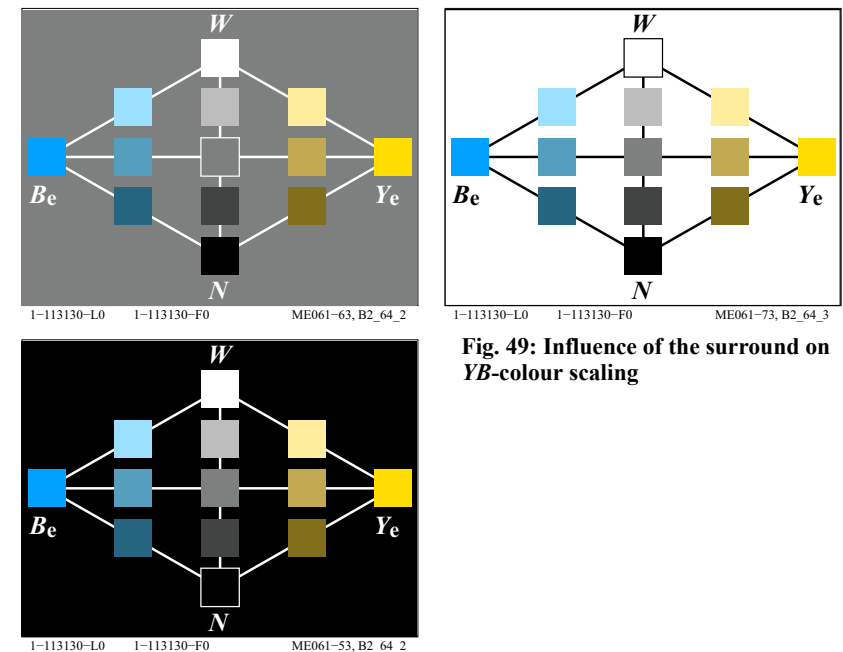 W
Be
Ye
N
1−113130−L0 1−113130−F0 ME061−63, B2_64_2
W
Be
Ye
N
1−113130−L0 1−113130−F0 ME061−73, B2_64_3
Fig. 49: Influence of the surround on
YB-colour scaling
W
Be
Ye
N
1−113130−L0 1−113130−F0 ME061−53, B2_64_2